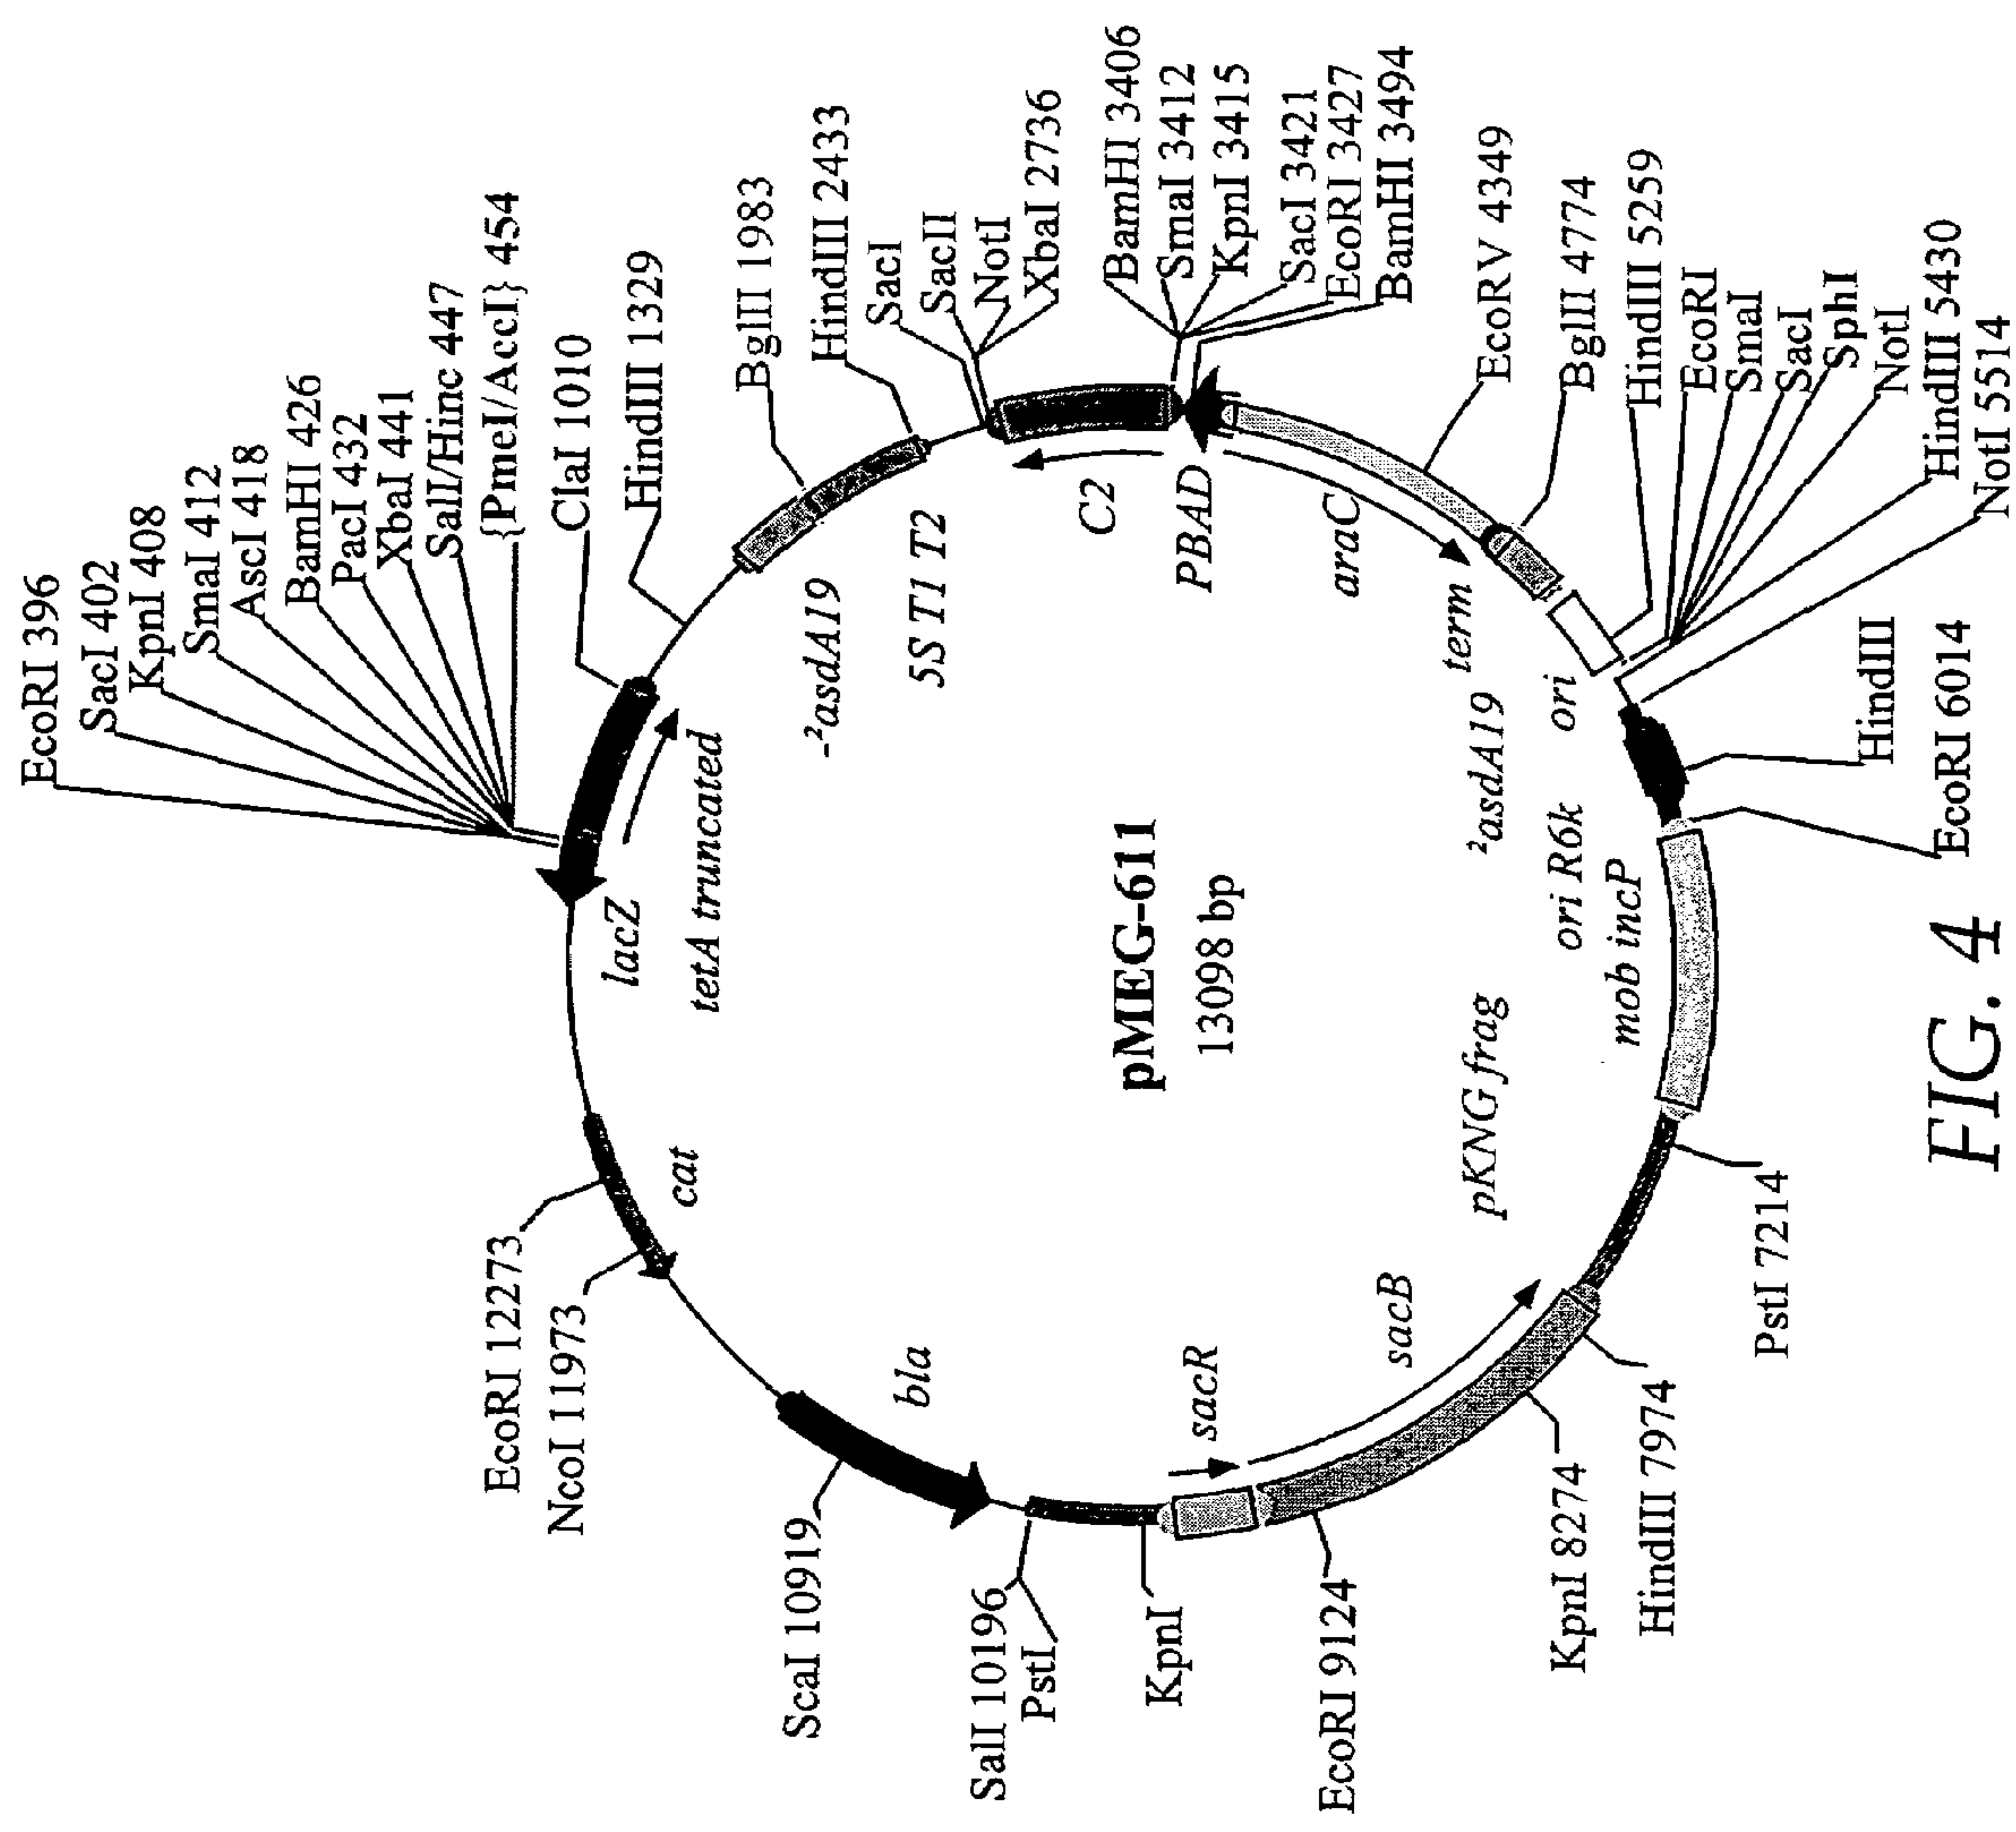 EcoRI 396
SacI 402
KpnI 408
SmaI 412
AscI 418
BamHI 426
PacI 432
XbaI 441
SalI/Hinc 447
{PmeI/AccI} 454
ClaI 1010
HindIII 1329
BglII 1983
HindIII 2433
SacI
SacII
NotI
XbaI 2736
BamHI 3406
SmaI 3412
KpnI 3415
SacI 3421
EcoRI 3427
BamHI 3494
EcoRV 4349
BglII 4774
HindIII 5259
EcoRI
SmaI
SacI
SphI
NotI
HindIII 5430
NotI 5514
HindIII
EcoRI 6014
PstI 7214
HindIII 7974
KpnI 8274
EcoRI 9124
KpnI
PstI
SalI 10196
ScaI 10919
NcoI 11973
EcoRI 12273
lacZ
tetA truncated
-²asdA19
5S T1 T2
C2
PBAD
araC
term
²asdA19
ori
ori R6k
mob incP
pKNG frag
sacB
sacR
bla
cat
pMEG-611
13098 bp
FIG. 4